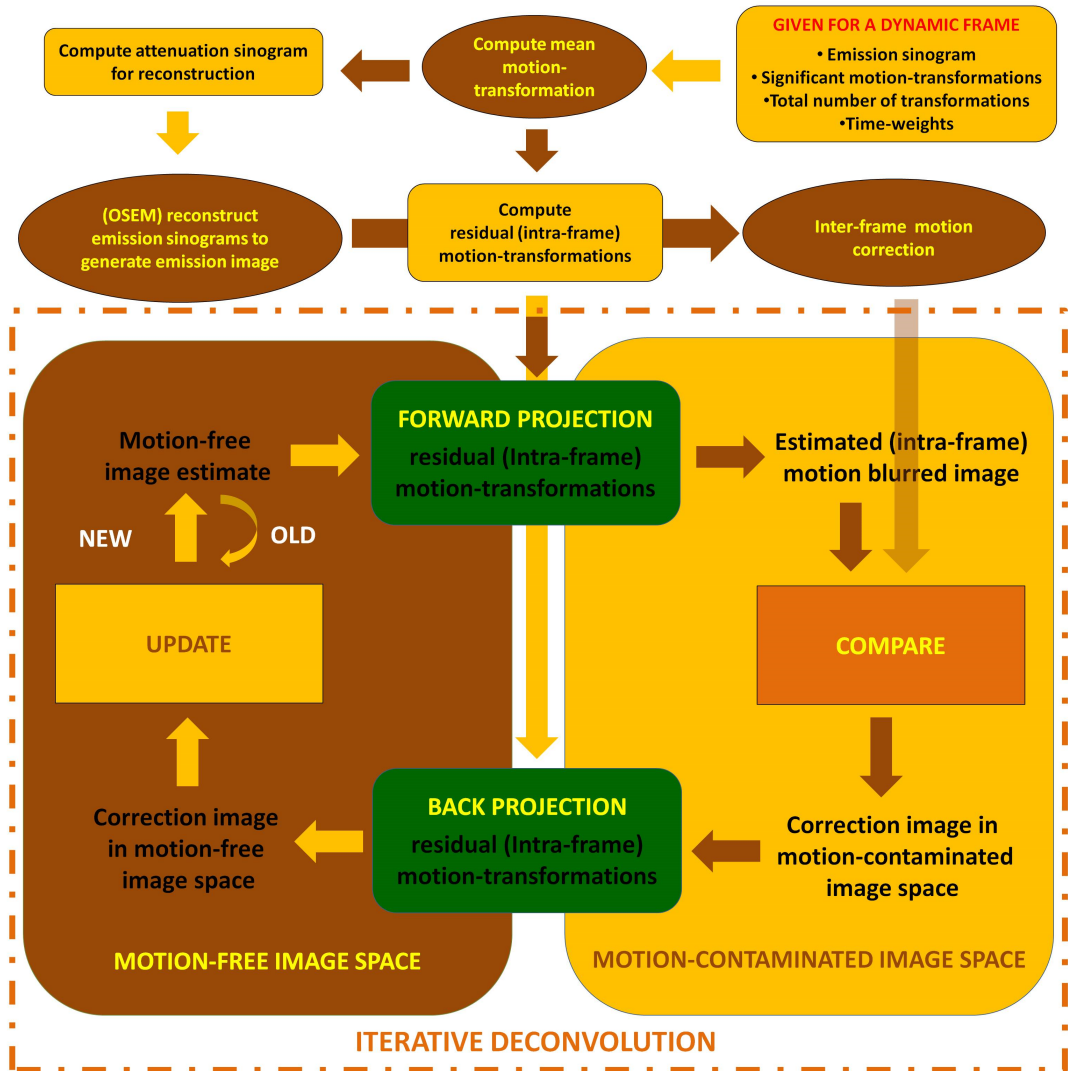 Compute attenuation sinogram
for reconstruction
Compute mean
motion-
transformation
GIVEN FOR A DYNAMIC FRAME
• Emission sinogram
• Significant motion-transformations
•Total number of transformations
•Time-weights
(OSEM) reconstruct
emission sinograms to
generate emission image
Compute
residual (intra-frame)
motion-transformations
Inter-frame motion
correction
Motion-free
image estimate
FORWARD PROJECTION
residual (Intra-frame)
motion-transformations
Estimated (intra-frame)
motion blurred image
NEW
OLD
UPDATE
COMPARE
Correction image
in motion-free
image space
BACK PROJECTION
residual (Intra-frame)
motion-transformations
Correction image in
motion-contaminated
image space
MOTION-FREE IMAGE SPACE
MOTION-CONTAMINATED IMAGE SPACE
ITERATIVE DECONVOLUTION